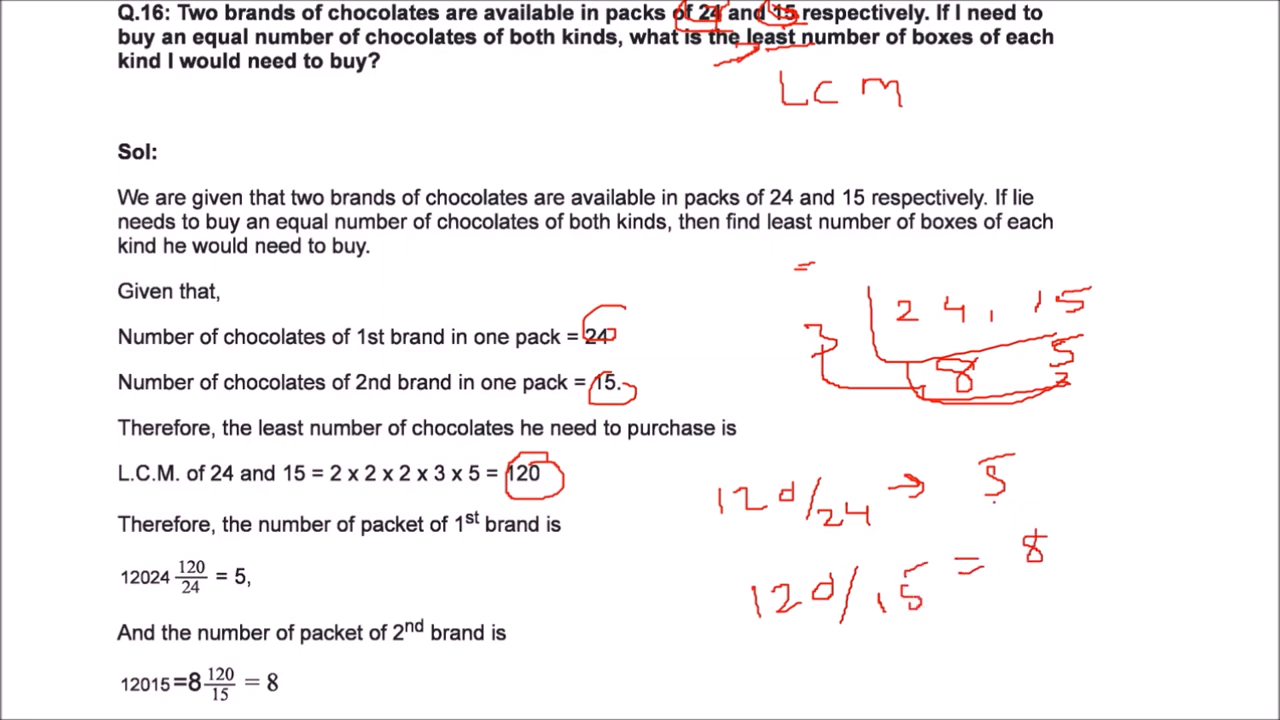 Q.16: Two brands of chocolates are available in packs of 24 and 15 respectively. If I need to
buy an equal number of chocolates of both kinds, what is the least number of boxes of each
kind I would need to buy?
LCM
Sol:
We are given that two brands of chocolates are available in packs of 24 and 15 respectively. If lie
needs to buy an equal number of chocolates of both kinds, then find least number of boxes of each
kind he would need to buy.
Given that,
=
24, 15
Number of chocolates of 1st brand in one pack = 24
3
8 5
Number of chocolates of 2nd brand in one pack = 15.
Therefore, the least number of chocolates he need to purchase is
L.C.M. of 24 and 15 = 2 x 2 x 2 x 3 x 5 = 120
120/24 → 5
Therefore, the number of packet of 1st brand is
12024 120/24 = 5,
120/15 = 8
And the number of packet of 2nd brand is
12015=8 120/15 = 8